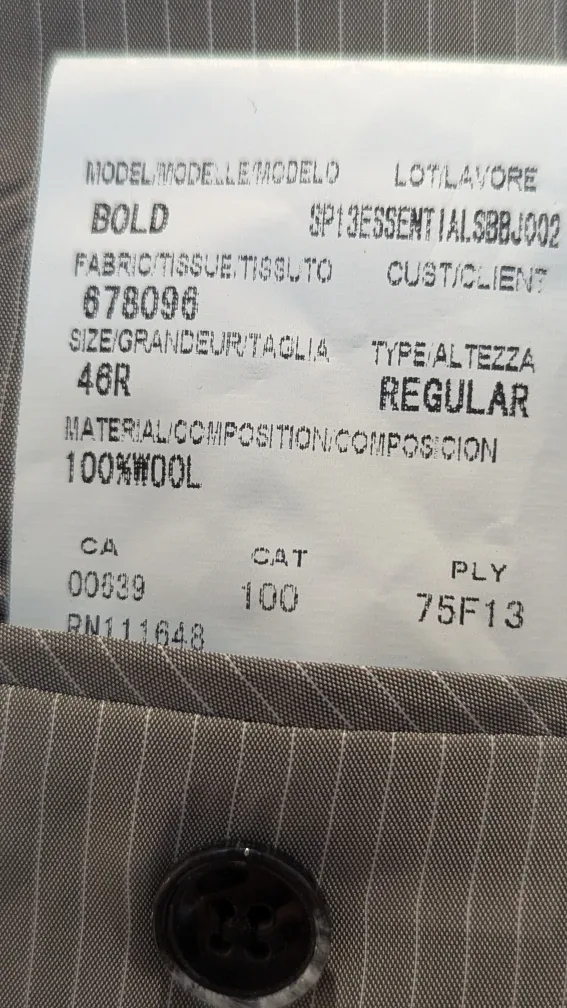 MODEL/MODELLE/MODELO LOT/LAVORE
BOLD SP13ESSENTIALSBBJ002
FABRIC/TISSUE/TISSUTO CUST/CLIENT
678096
SIZE/GRANDEUR/TAGLIA TYPE/ALTEZZA
46R REGULAR
MATERIAL/COMPOSITION/COMPOSICION
100%WOOL
CA CAT PLY
00639 100 75F13
RN111648